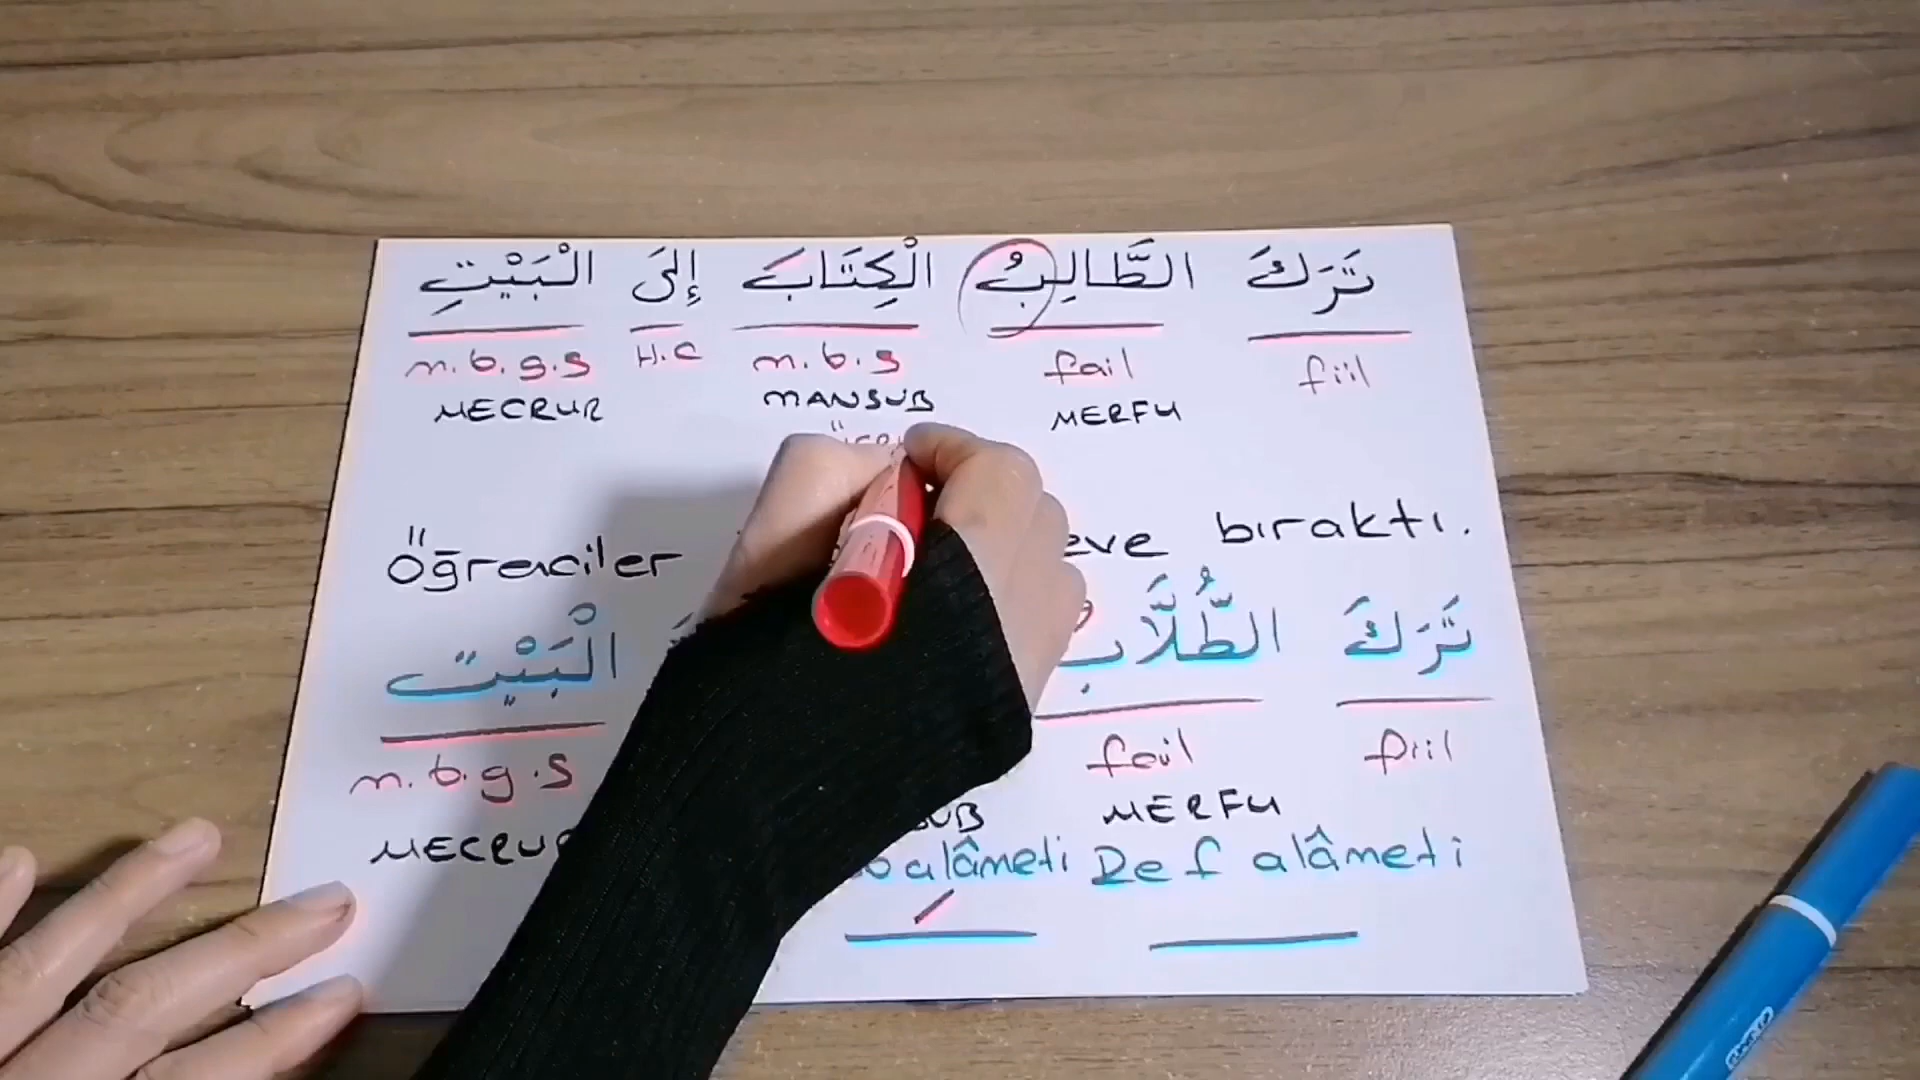 تَرَكَ الطَّالِبُ الْكِتَابَ إِلىَ الْبَيْتِ
m.b.g.s H.C m.b.s fail fiil
MECRUR MANSUB MERFU
Öğrenciler eve bıraktı.
تَرَكَ الطُّلَّابُ الْبَيْت
m.b.g.s fail fiil
MECRUR MERFU
alâmeti Ref alâmeti